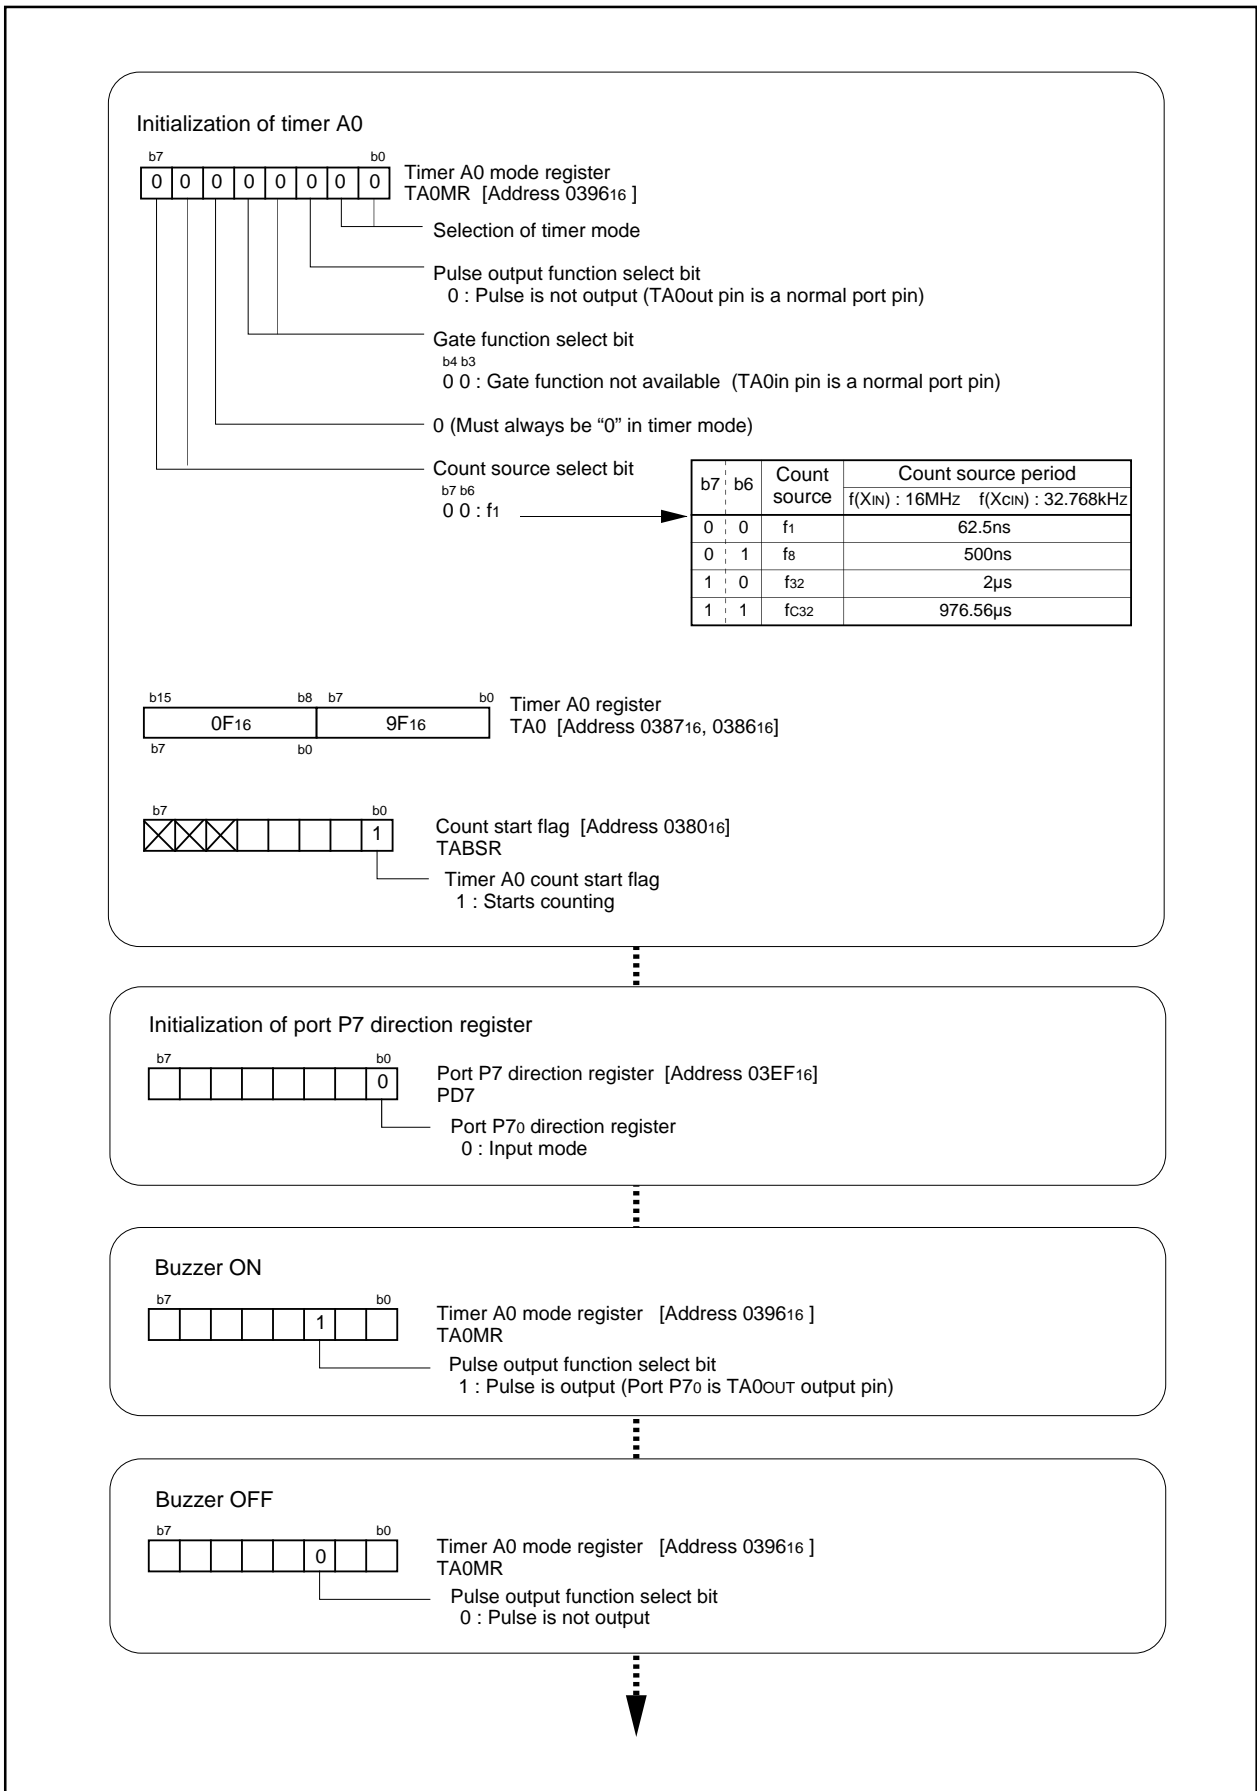 Initialization of timer A0
b7 b0
0 0 0 0 0 0 0 0
Timer A0 mode register
TA0MR [Address 039616 ]
Selection of timer mode
Pulse output function select bit
0 : Pulse is not output (TA0out pin is a normal port pin)
Gate function select bit
b4 b3
0 0 : Gate function not available (TA0in pin is a normal port pin)
0 (Must always be “0” in timer mode)
Count source select bit
b7 b6
0 0 : f1
b7 b6 Count source Count source period
f(XIN) : 16MHZ f(XCIN) : 32.768kHZ
0 0 f1 62.5ns
0 1 f8 500ns
1 0 f32 2µs
1 1 fC32 976.56µs
b15 b8 b7 b0
0F16 9F16
b7 b0
Timer A0 register
TA0 [Address 038716, 038616]
b7 b0
1
Count start flag [Address 038016]
TABSR
Timer A0 count start flag
1 : Starts counting
Initialization of port P7 direction register
b7 b0
0
Port P7 direction register [Address 03EF16]
PD7
Port P70 direction register
0 : Input mode
Buzzer ON
b7 b0
1
Timer A0 mode register [Address 039616 ]
TA0MR
Pulse output function select bit
1 : Pulse is output (Port P70 is TA0OUT output pin)
Buzzer OFF
b7 b0
0
Timer A0 mode register [Address 039616 ]
TA0MR
Pulse output function select bit
0 : Pulse is not output